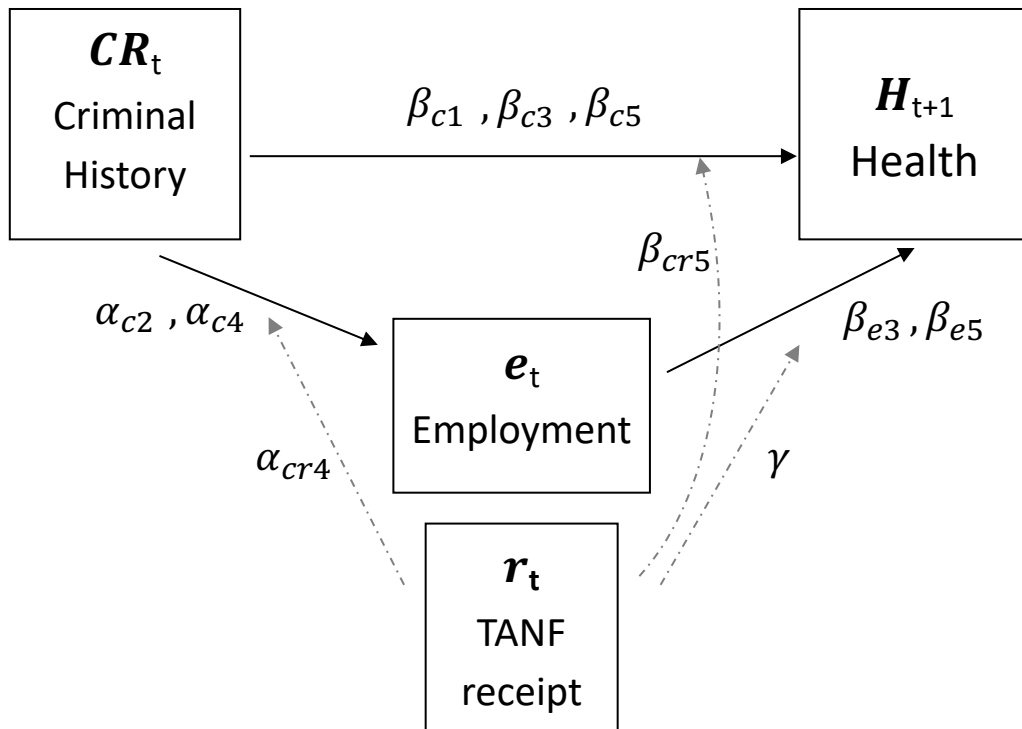 CRₜ
Criminal
History
β_c1 , β_c3 , β_c5
Hₜ₊₁
Health
β_cr5
α_c2 , α_c4
β_e3, β_e5
eₜ
Employment
α_cr4
γ
rₜ
TANF
receipt